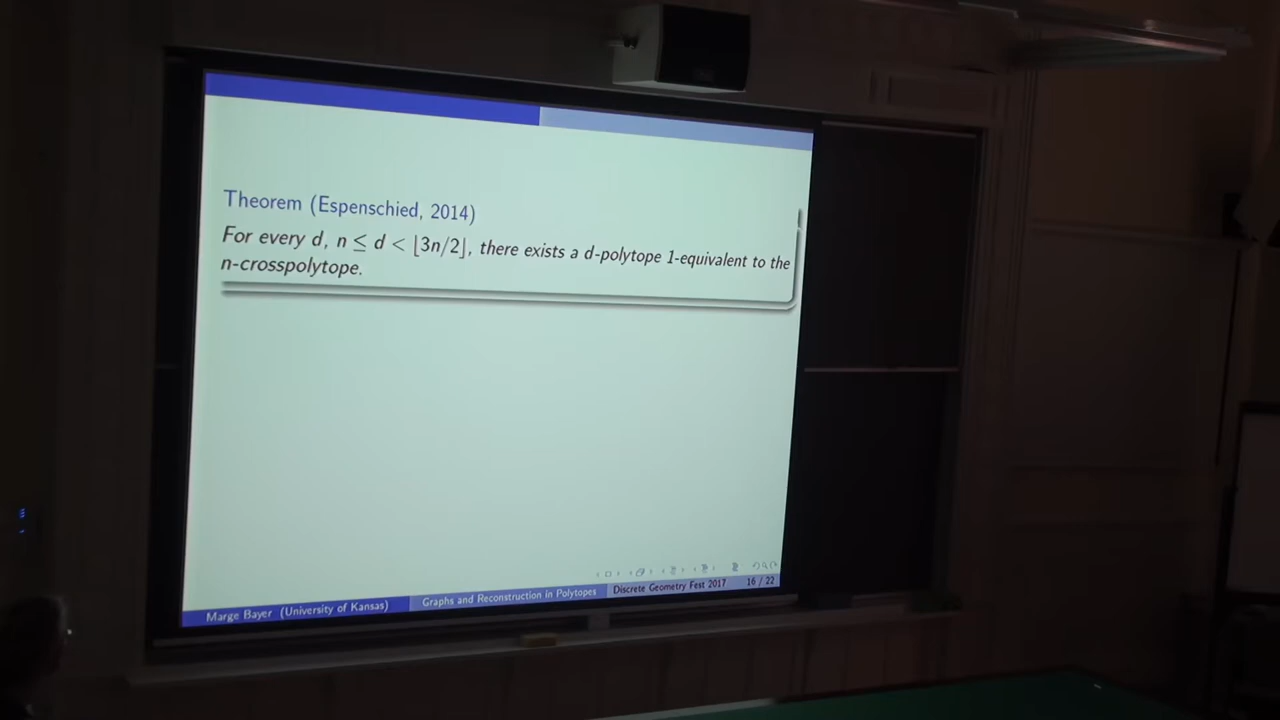 Theorem (Espenschied, 2014)
For every d, n ≤ d < ⌊3n/2⌋, there exists a d-polytope 1-equivalent to the
n-crosspolytope.
Marge Bayer (University of Kansas) Graphs and Reconstruction in Polytopes Discrete Geometry Fest 2017 16 / 22